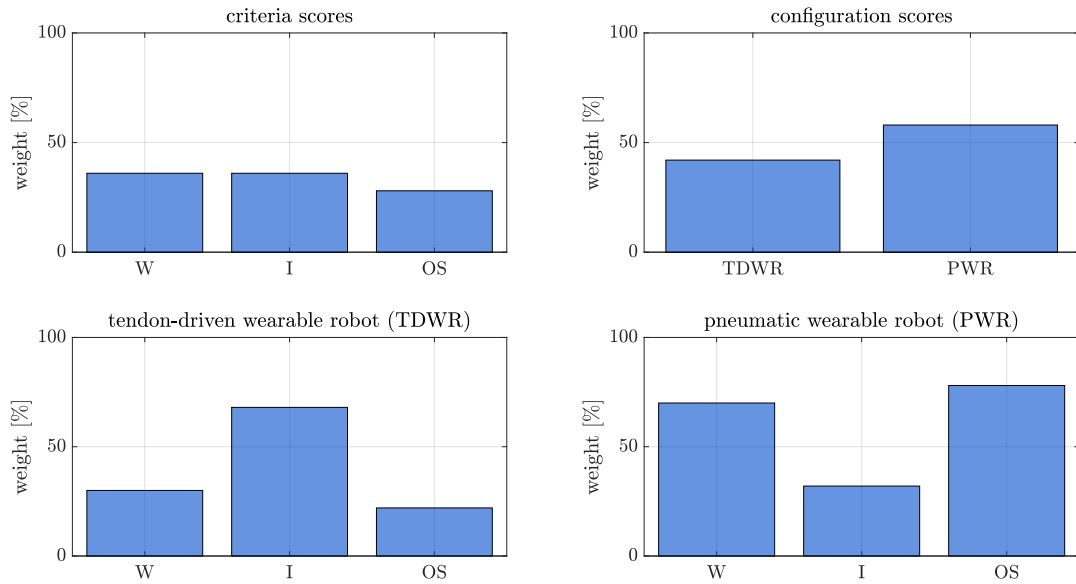 criteria scores
100
50
0
weight [%]
W I OS
configuration scores
100
50
0
weight [%]
TDWR PWR
tendon-driven wearable robot (TDWR)
100
50
0
weight [%]
W I OS
pneumatic wearable robot (PWR)
100
50
0
weight [%]
W I OS